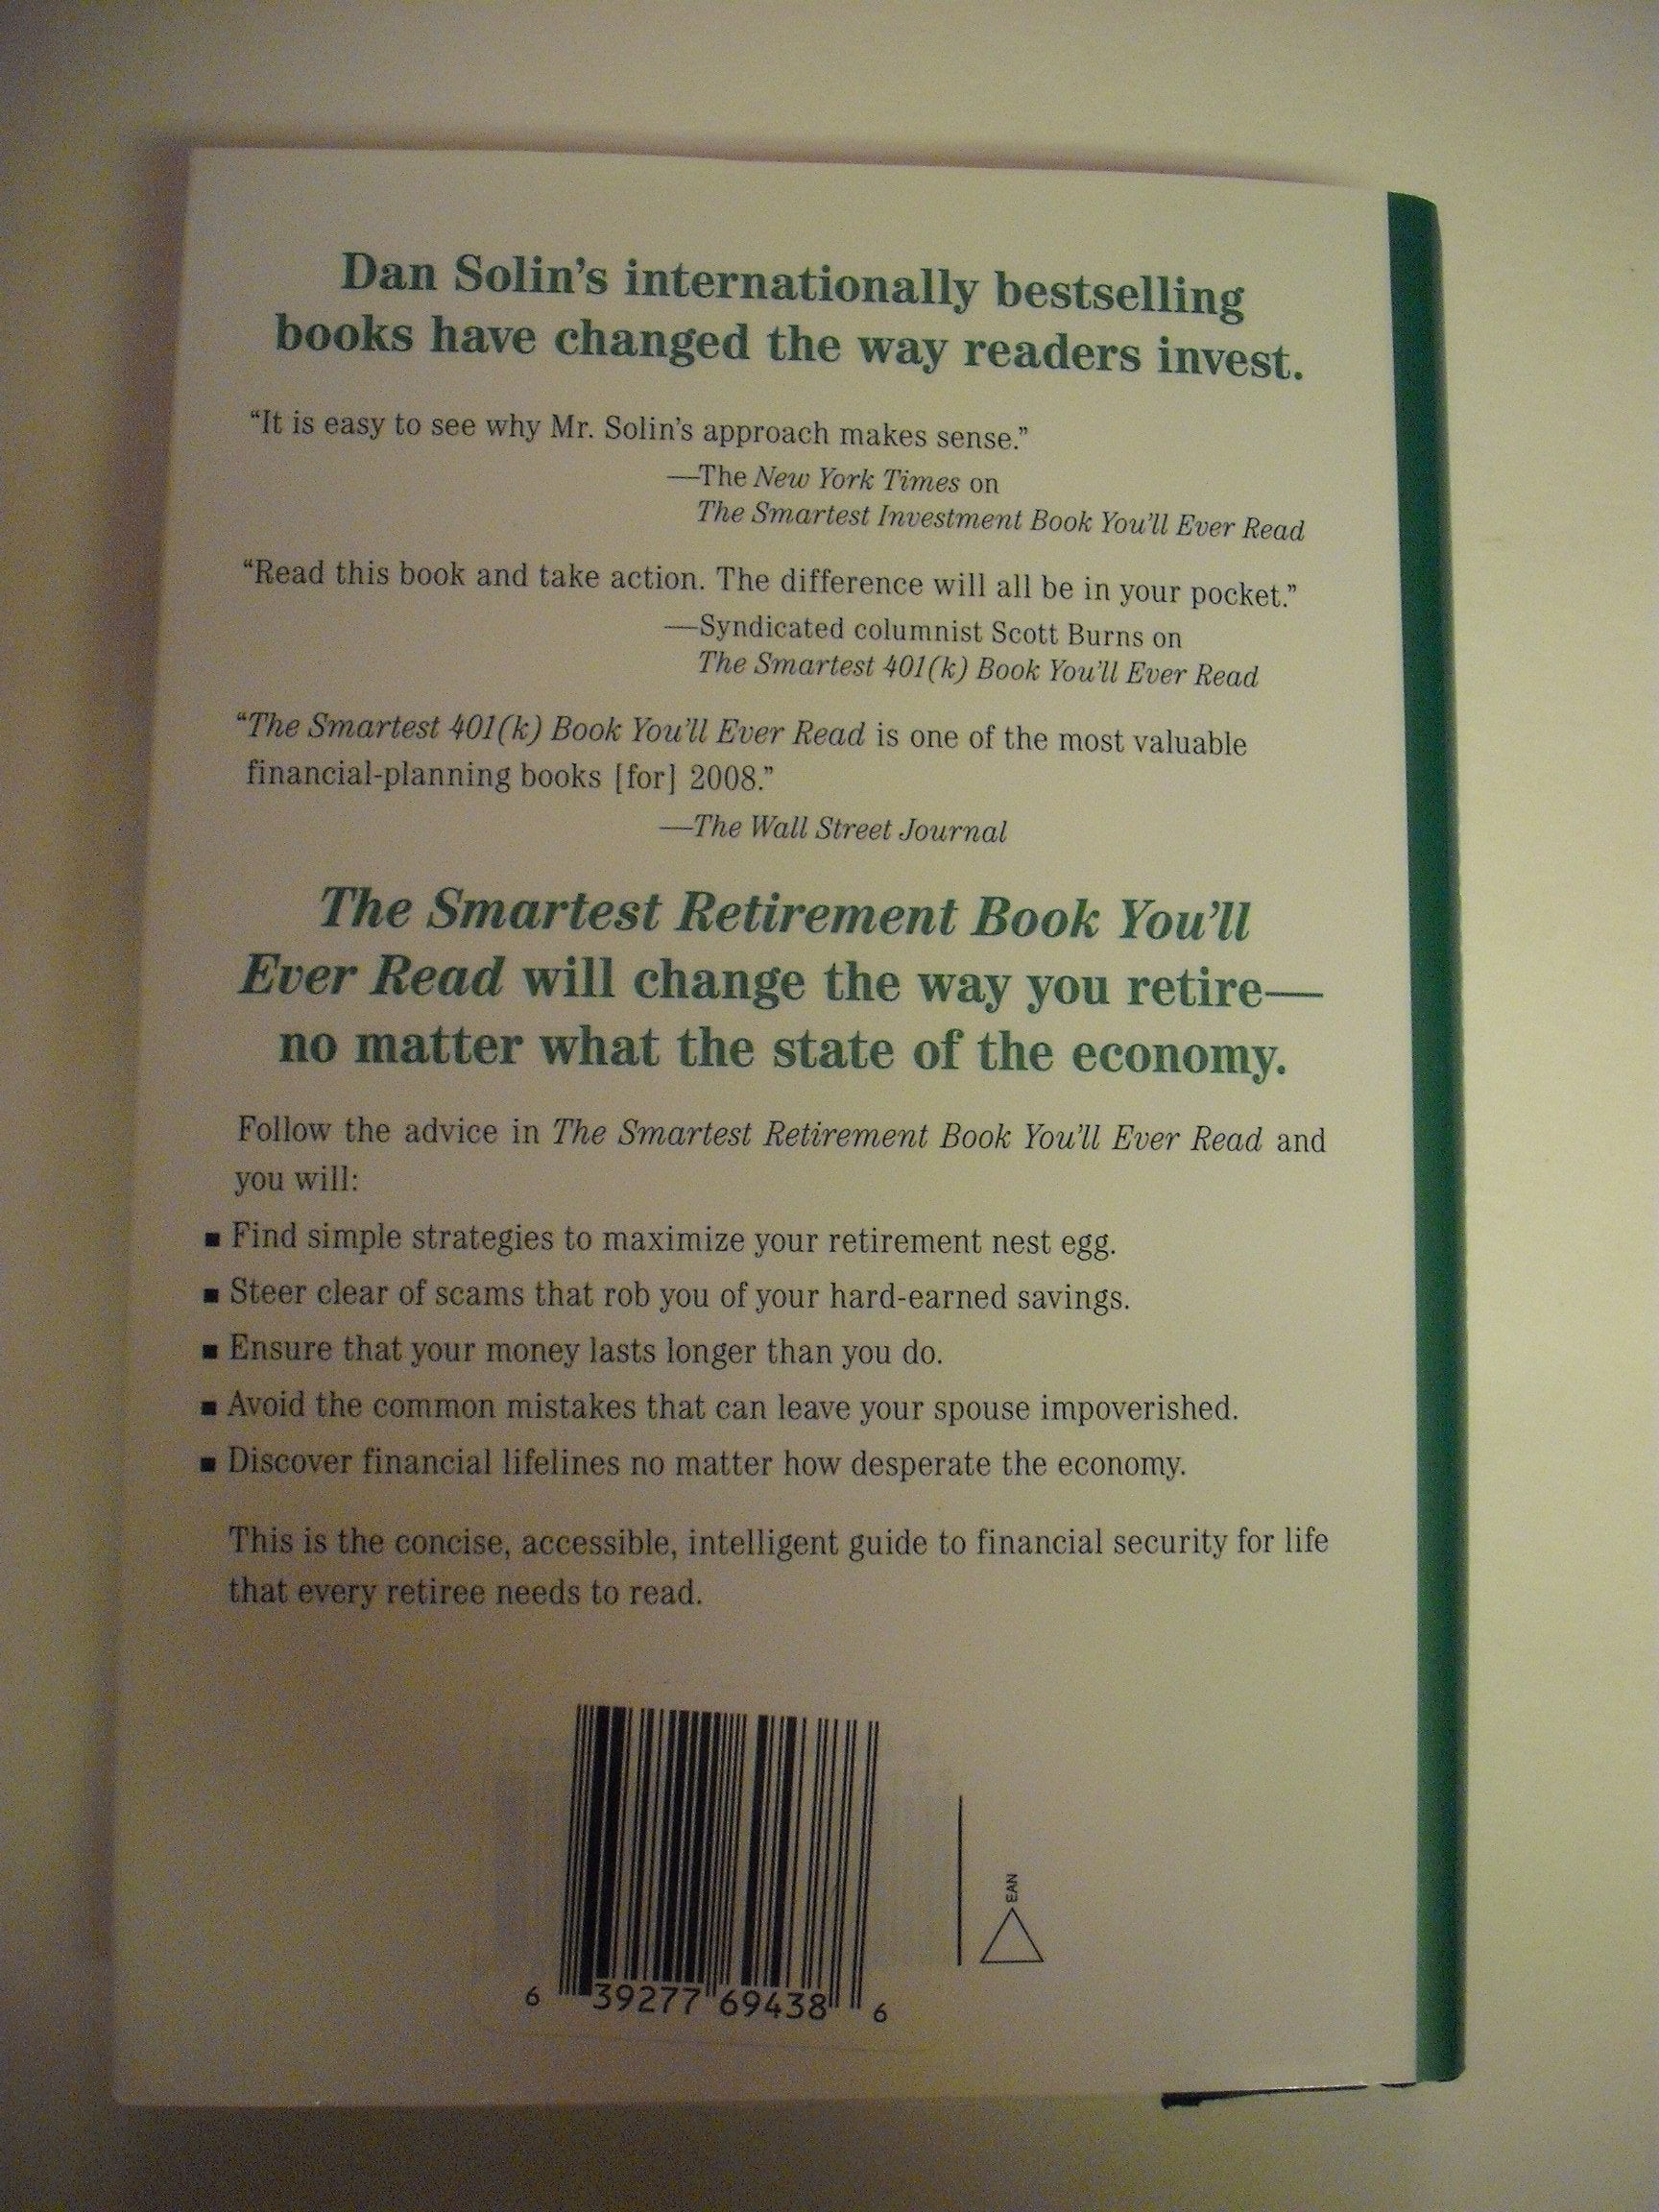 Dan Solin's internationally bestselling
books have changed the way readers invest.
“It is easy to see why Mr. Solin's approach makes sense.”
—The New York Times on
The Smartest Investment Book You'll Ever Read
“Read this book and take action. The difference will all be in your pocket.”
—Syndicated columnist Scott Burns on
The Smartest 401(k) Book You'll Ever Read
“The Smartest 401(k) Book You'll Ever Read is one of the most valuable
financial-planning books [for] 2008.”
—The Wall Street Journal
The Smartest Retirement Book You'll
Ever Read will change the way you retire—
no matter what the state of the economy.
Follow the advice in The Smartest Retirement Book You'll Ever Read and
you will:
■ Find simple strategies to maximize your retirement nest egg.
■ Steer clear of scams that rob you of your hard-earned savings.
■ Ensure that your money lasts longer than you do.
■ Avoid the common mistakes that can leave your spouse impoverished.
■ Discover financial lifelines no matter how desperate the economy.
This is the concise, accessible, intelligent guide to financial security for life
that every retiree needs to read.
EAN
6 39277 69438 6